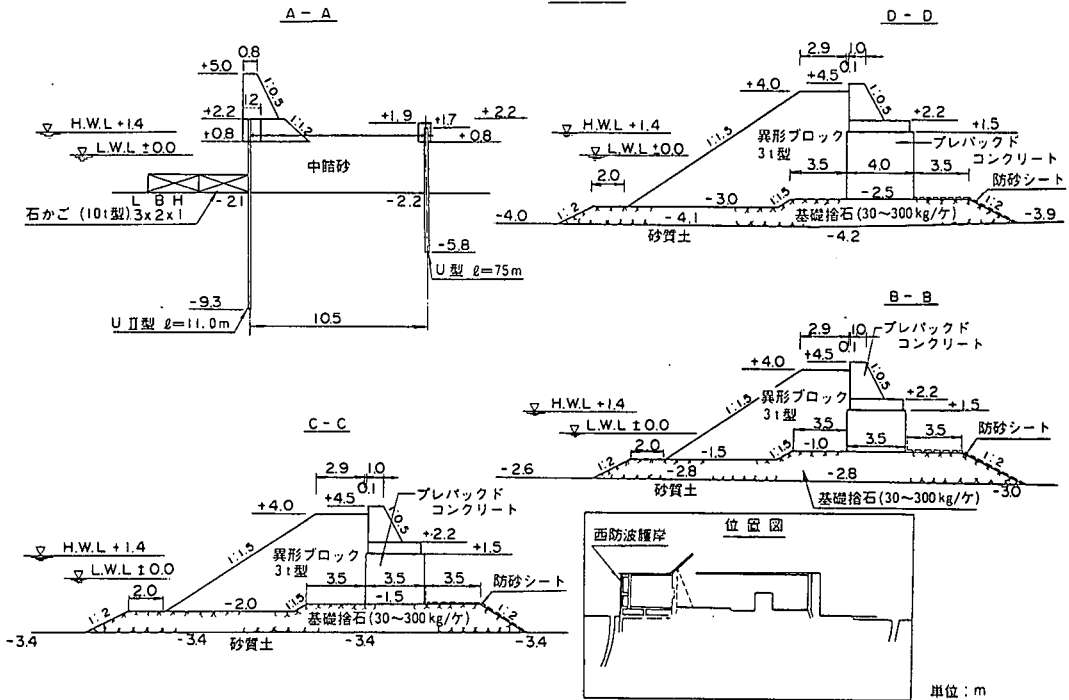 A - A
0.8
+5.0
1:0.5
+2.2
1.2
1:1.2
+0.8
H.W.L +1.4
L.W.L ±0.0
+1.9
+1.7
+2.2
+0.8
中詰砂
L B H
石かご (10t型) 3x2x1
-2.1
-2.2
-5.8
U型 ℓ=75m
-9.3
U Ⅱ型 ℓ=11.0m
10.5
D - D
2.9
1.0
0.1
+4.5
+4.0
1:0.5
+2.2
+1.5
H.W.L +1.4
L.W.L ±0.0
1:1.5
異形ブロック
3t型
プレパックド
コンクリート
3.5
4.0
3.5
防砂シート
2.0
1:2
1:1.5
-2.5
1:2
-3.0
-4.0
-4.1
基礎捨石(30~300kg/ケ)
-3.9
砂質土
-4.2
B - B
2.9
1.0
0.1
プレパックド
コンクリート
+4.5
+4.0
1:0.5
+2.2
+1.5
H.W.L +1.4
L.W.L ±0.0
1:1.5
異形ブロック
3t型
3.5
3.5
3.5
防砂シート
2.0
1:2
1:1.5
-1.0
1:2
-1.5
-2.6
-2.8
-2.8
-3.0
砂質土
基礎捨石(30~300kg/ケ)
C - C
2.9
1.0
0.1
プレパックド
コンクリート
+4.5
+4.0
1:0.5
+2.2
+1.5
H.W.L +1.4
L.W.L ±0.0
1:1.5
異形ブロック
3t型
3.5
3.5
3.5
防砂シート
2.0
1:2
1:1.5
-1.5
1:2
-2.0
基礎捨石(30~300kg/ケ)
-3.4
-3.4
-3.4
-3.4
砂質土
位置図
西防波護岸
単位:m